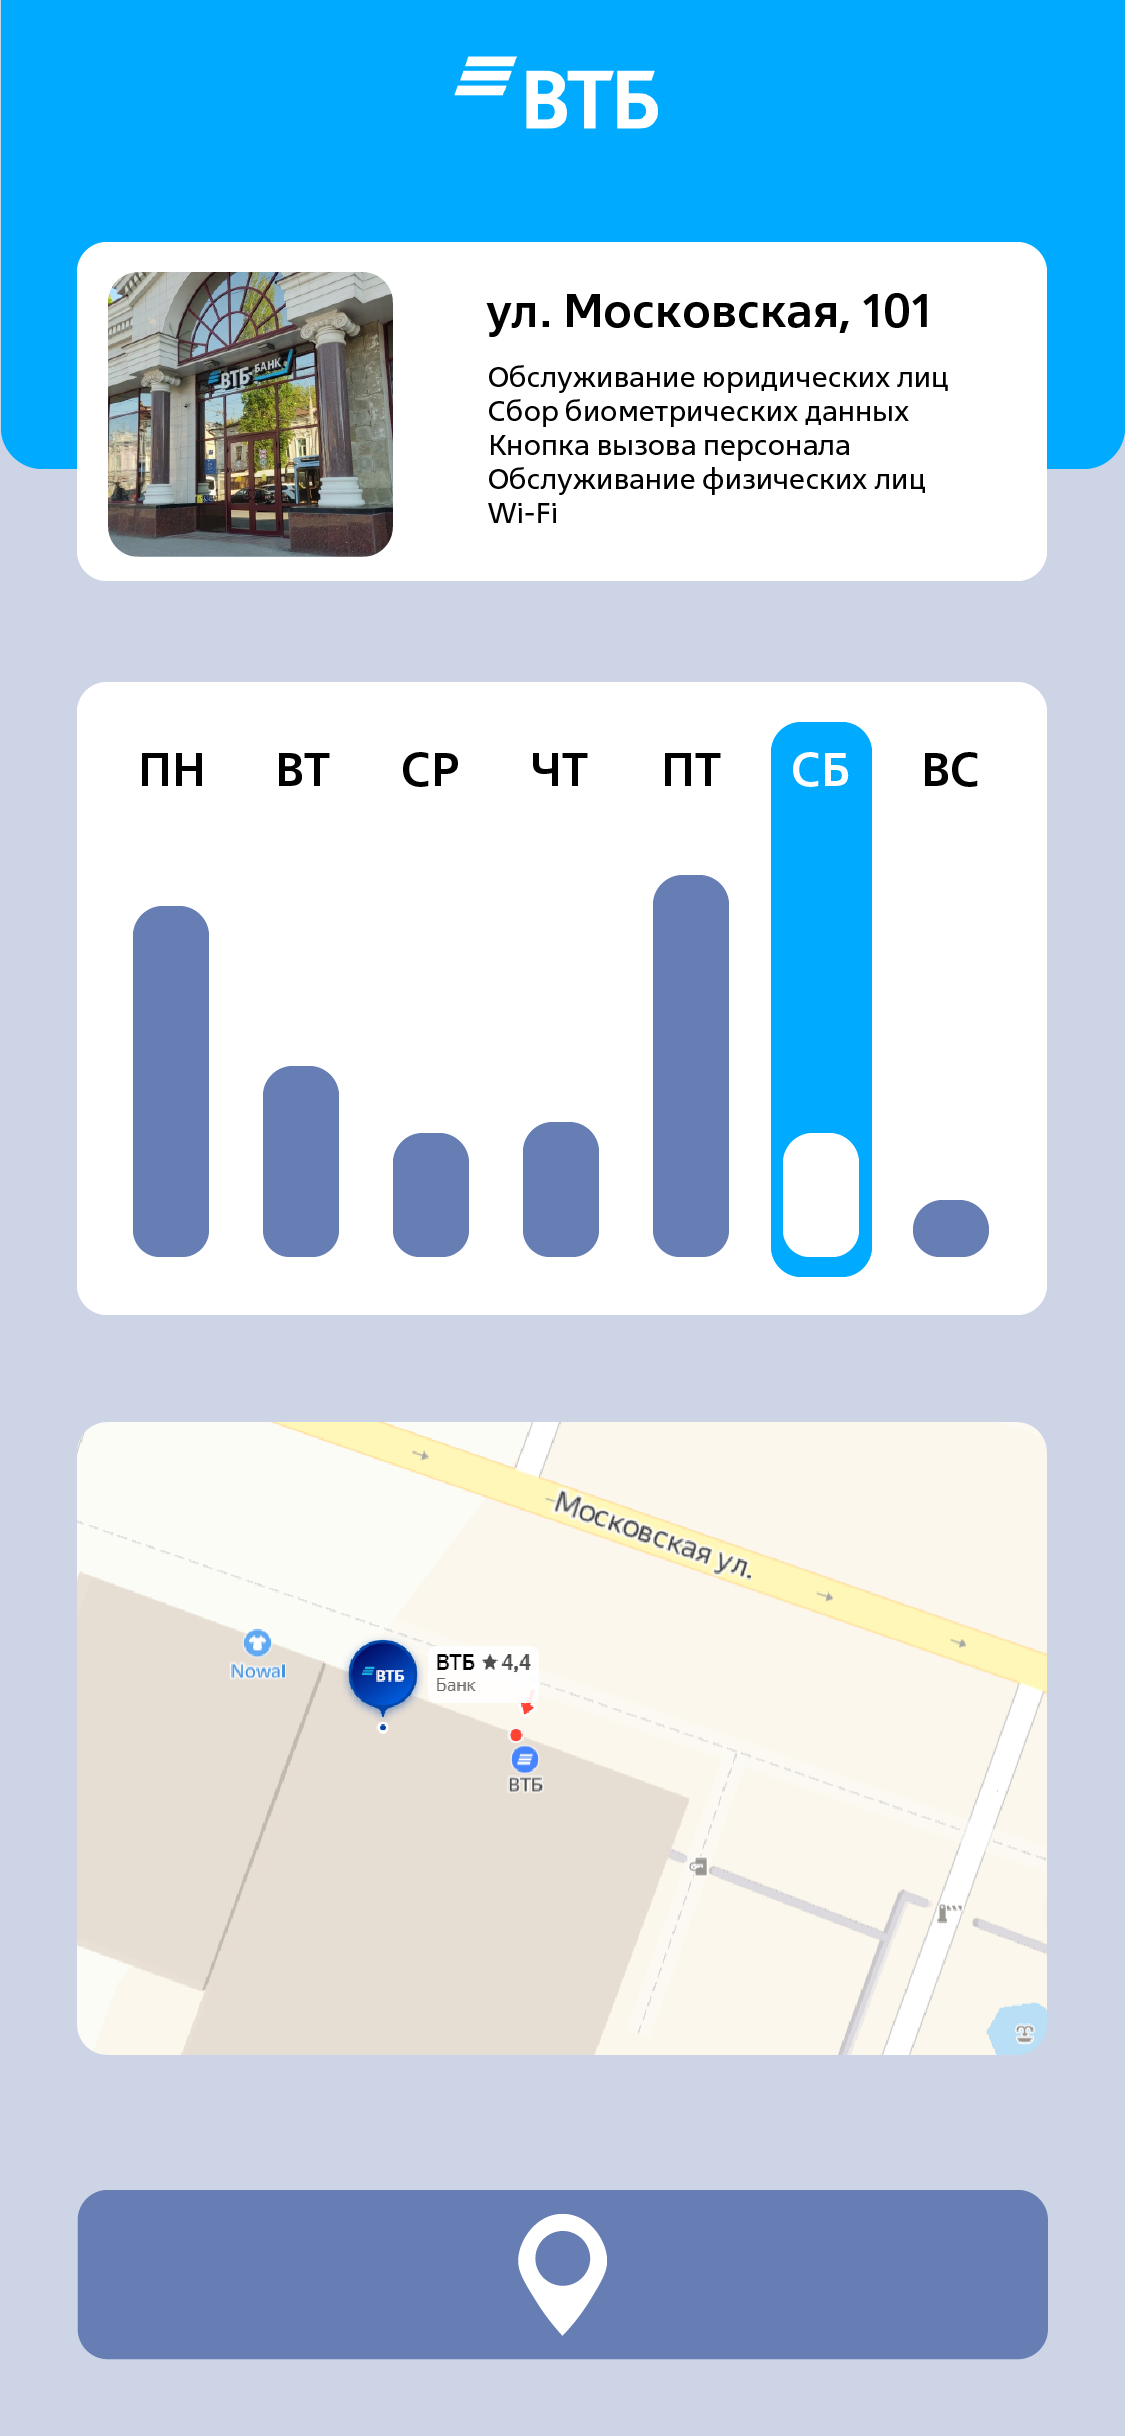 ВТБ
ул. Московская, 101
ВТБ БАНК
Обслуживание юридических лиц
Сбор биометрических данных
Кнопка вызова персонала
Обслуживание физических лиц
Wi-Fi
ПН ВТ СР ЧТ ПТ СБ ВС
Московская ул.
Nowal
ВТБ
ВТБ ★ 4,4
Банк
ВТБ